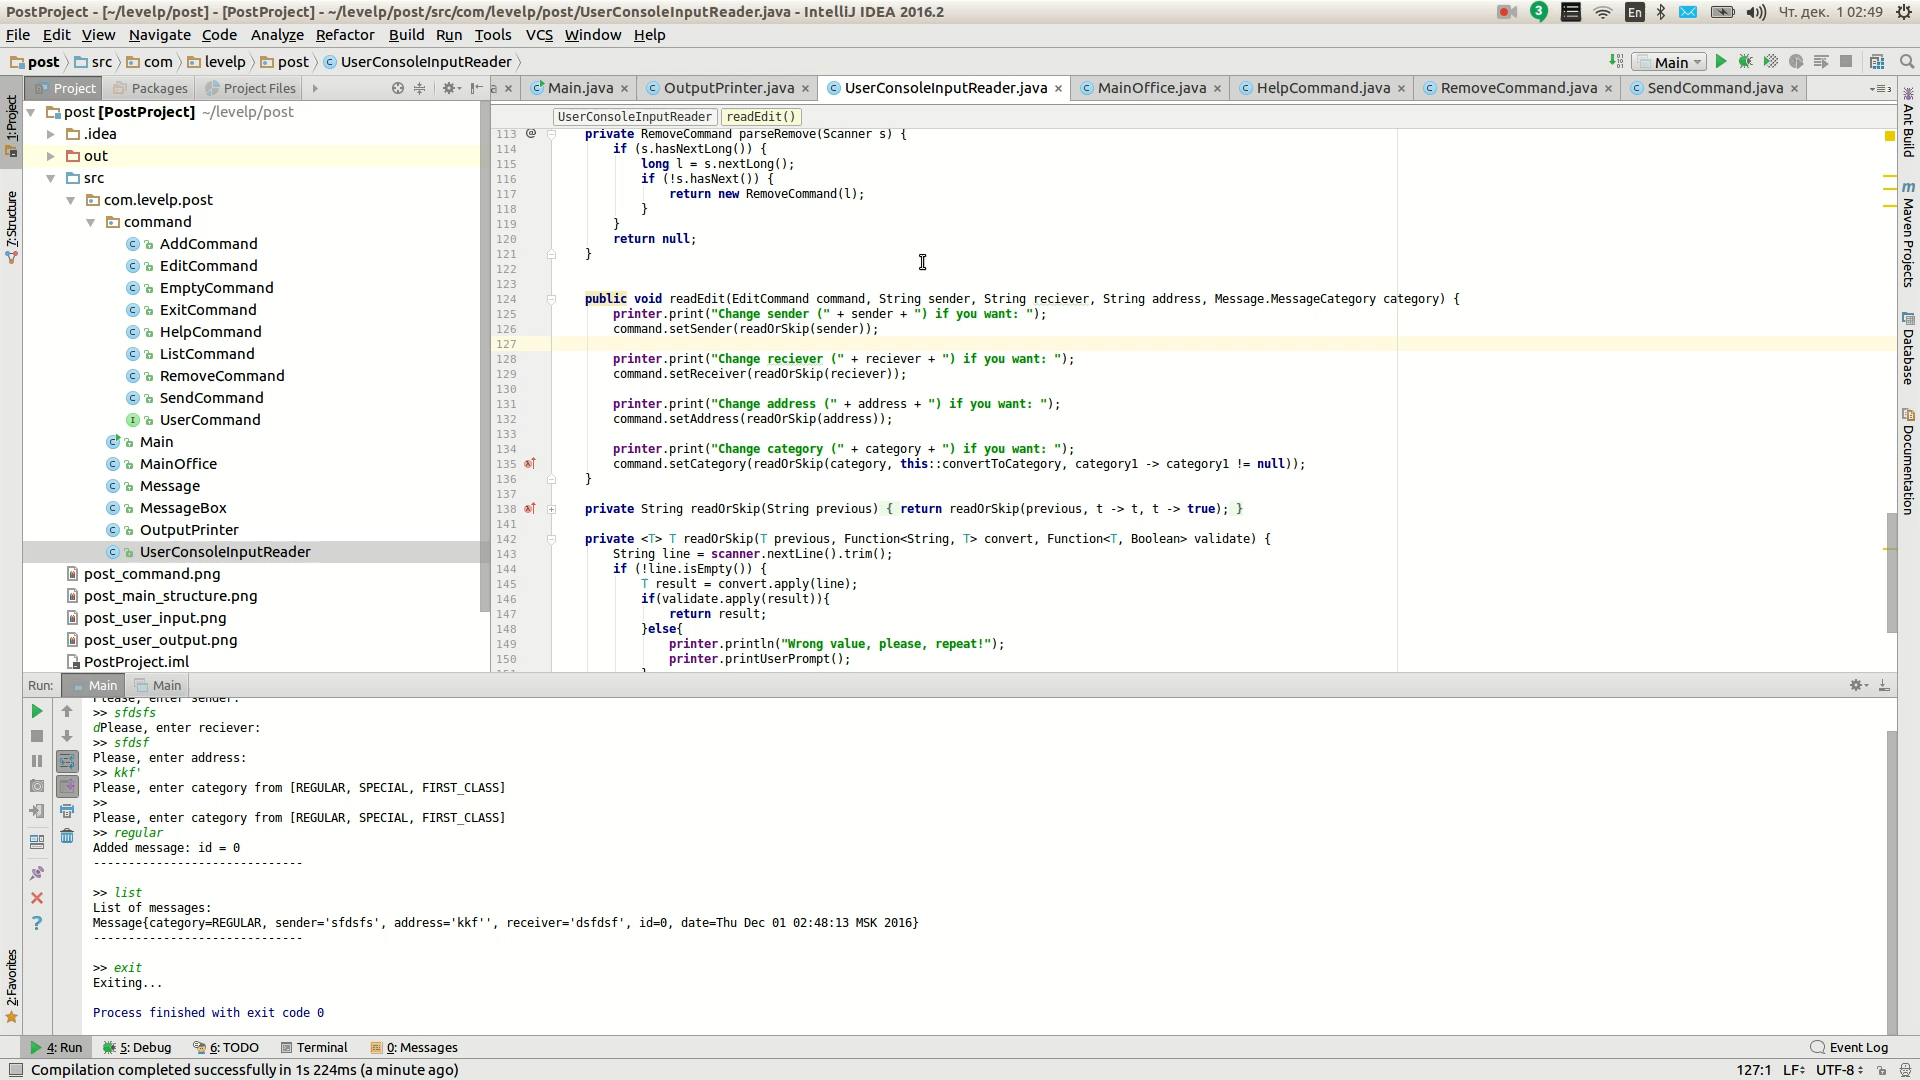 PostProject - [~/levelp/post] - [PostProject] - ~/levelp/post/src/com/levelp/post/UserConsoleInputReader.java - IntelliJ IDEA 2016.2
3 En Чт. дек. 1 02:49
File Edit View Navigate Code Analyze Refactor Build Run Tools VCS Window Help
post src com levelp post UserConsoleInputReader
Main
Project Packages Project Files
a × Main.java × OutputPrinter.java × UserConsoleInputReader.java × MainOffice.java × HelpCommand.java × RemoveCommand.java × SendCommand.java ×
1: Project
7: Structure
2: Favorites
post [PostProject] ~/levelp/post
.idea
out
src
com.levelp.post
command
AddCommand
EditCommand
EmptyCommand
ExitCommand
HelpCommand
ListCommand
RemoveCommand
SendCommand
UserCommand
Main
MainOffice
Message
MessageBox
OutputPrinter
UserConsoleInputReader
post_command.png
post_main_structure.png
post_user_input.png
post_user_output.png
PostProject.iml
UserConsoleInputReader readEdit()
113 @ private RemoveCommand parseRemove(Scanner s) {
114 if (s.hasNextLong()) {
115 long l = s.nextLong();
116 if (!s.hasNext()) {
117 return new RemoveCommand(l);
118 }
119 }
120 return null;
121 }
122
123
124 public void readEdit(EditCommand command, String sender, String reciever, String address, Message.MessageCategory category) {
125 printer.print("Change sender (" + sender + ") if you want: ");
126 command.setSender(readOrSkip(sender));
127
128 printer.print("Change reciever (" + reciever + ") if you want: ");
129 command.setReceiver(readOrSkip(reciever));
130
131 printer.print("Change address (" + address + ") if you want: ");
132 command.setAddress(readOrSkip(address));
133
134 printer.print("Change category (" + category + ") if you want: ");
135 command.setCategory(readOrSkip(category, this::convertToCategory, category1 -> category1 != null));
136 }
137
138 private String readOrSkip(String previous) { return readOrSkip(previous, t -> t, t -> true); }
141
142 private <T> T readOrSkip(T previous, Function<String, T> convert, Function<T, Boolean> validate) {
143 String line = scanner.nextLine().trim();
144 if (!line.isEmpty()) {
145 T result = convert.apply(line);
146 if(validate.apply(result)){
147 return result;
148 }else{
149 printer.println("Wrong value, please, repeat!");
150 printer.printUserPrompt();
Ant Build
Maven Projects
Database
Documentation
Run: Main Main
Please, enter sender:
>> sfdsfs
dPlease, enter reciever:
>> sfdsf
Please, enter address:
>> kkf'
Please, enter category from [REGULAR, SPECIAL, FIRST_CLASS]
>>
Please, enter category from [REGULAR, SPECIAL, FIRST_CLASS]
>> regular
Added message: id = 0
------------------------------
>> list
List of messages:
Message{category=REGULAR, sender='sfdsfs', address='kkf'', receiver='dsfdsf', id=0, date=Thu Dec 01 02:48:13 MSK 2016}
------------------------------
>> exit
Exiting...
Process finished with exit code 0
4: Run 5: Debug 6: TODO Terminal 0: Messages Event Log
Compilation completed successfully in 1s 224ms (a minute ago) 127:1 LF UTF-8